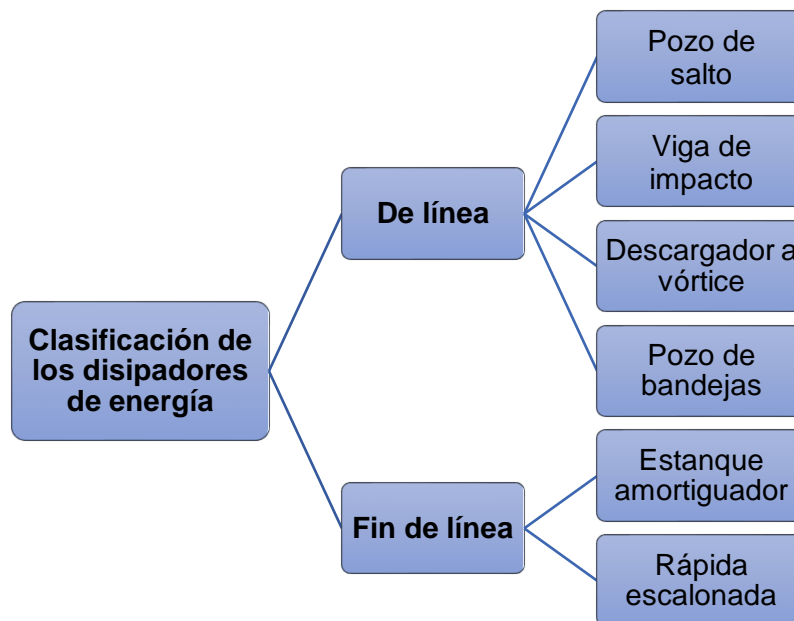 Clasificación de
los disipadores
de energía
De línea
Pozo de
salto
Viga de
impacto
Descargador a
vórtice
Pozo de
bandejas
Fin de línea
Estanque
amortiguador
Rápida
escalonada